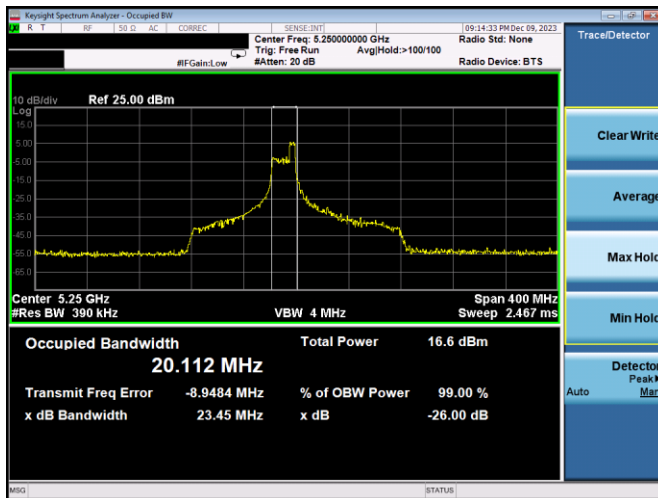 Keysight Spectrum Analyzer - Occupied BW
R T RF 50 Ω AC CORREC SENSE:INT 09:14:33 PM Dec 09, 2023
Center Freq: 5.250000000 GHz Radio Std: None
Trig: Free Run Avg|Hold:>100/100
#IFGain:Low #Atten: 20 dB Radio Device: BTS
Trace/Detector
10 dB/div Ref 25.00 dBm
Log
15.0
5.00
-5.00
-15.0
-25.0
-35.0
-45.0
-55.0
-65.0
Center 5.25 GHz Span 400 MHz
#Res BW 390 kHz VBW 4 MHz Sweep 2.467 ms
Occupied Bandwidth Total Power 16.6 dBm
20.112 MHz
Transmit Freq Error -8.9484 MHz % of OBW Power 99.00 %
x dB Bandwidth 23.45 MHz x dB -26.00 dB
Clear Write
Average
Max Hold
Min Hold
Detector
Peak
Auto Man
MSG STATUS